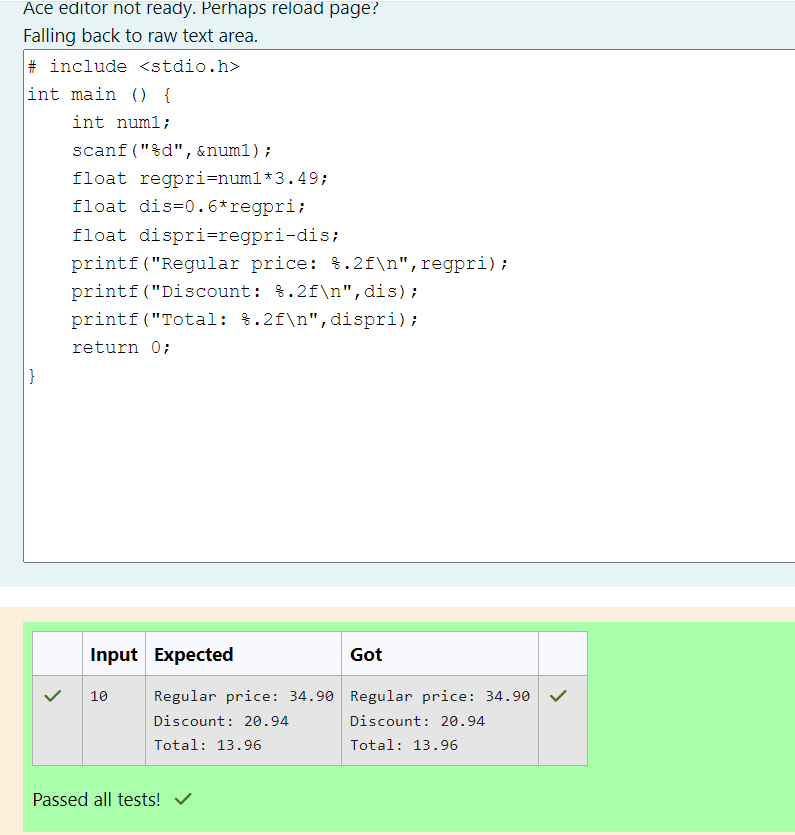 Ace editor not ready. Perhaps reload page?
Falling back to raw text area.
# include <stdio.h>
int main () {
    int num1;
    scanf("%d",&num1);
    float regpri=num1*3.49;
    float dis=0.6*regpri;
    float dispri=regpri-dis;
    printf("Regular price: %.2f\n",regpri);
    printf("Discount: %.2f\n",dis);
    printf("Total: %.2f\n",dispri);
    return 0;
}
Input Expected Got
10 Regular price: 34.90 Regular price: 34.90
Discount: 20.94 Discount: 20.94
Total: 13.96 Total: 13.96
Passed all tests!